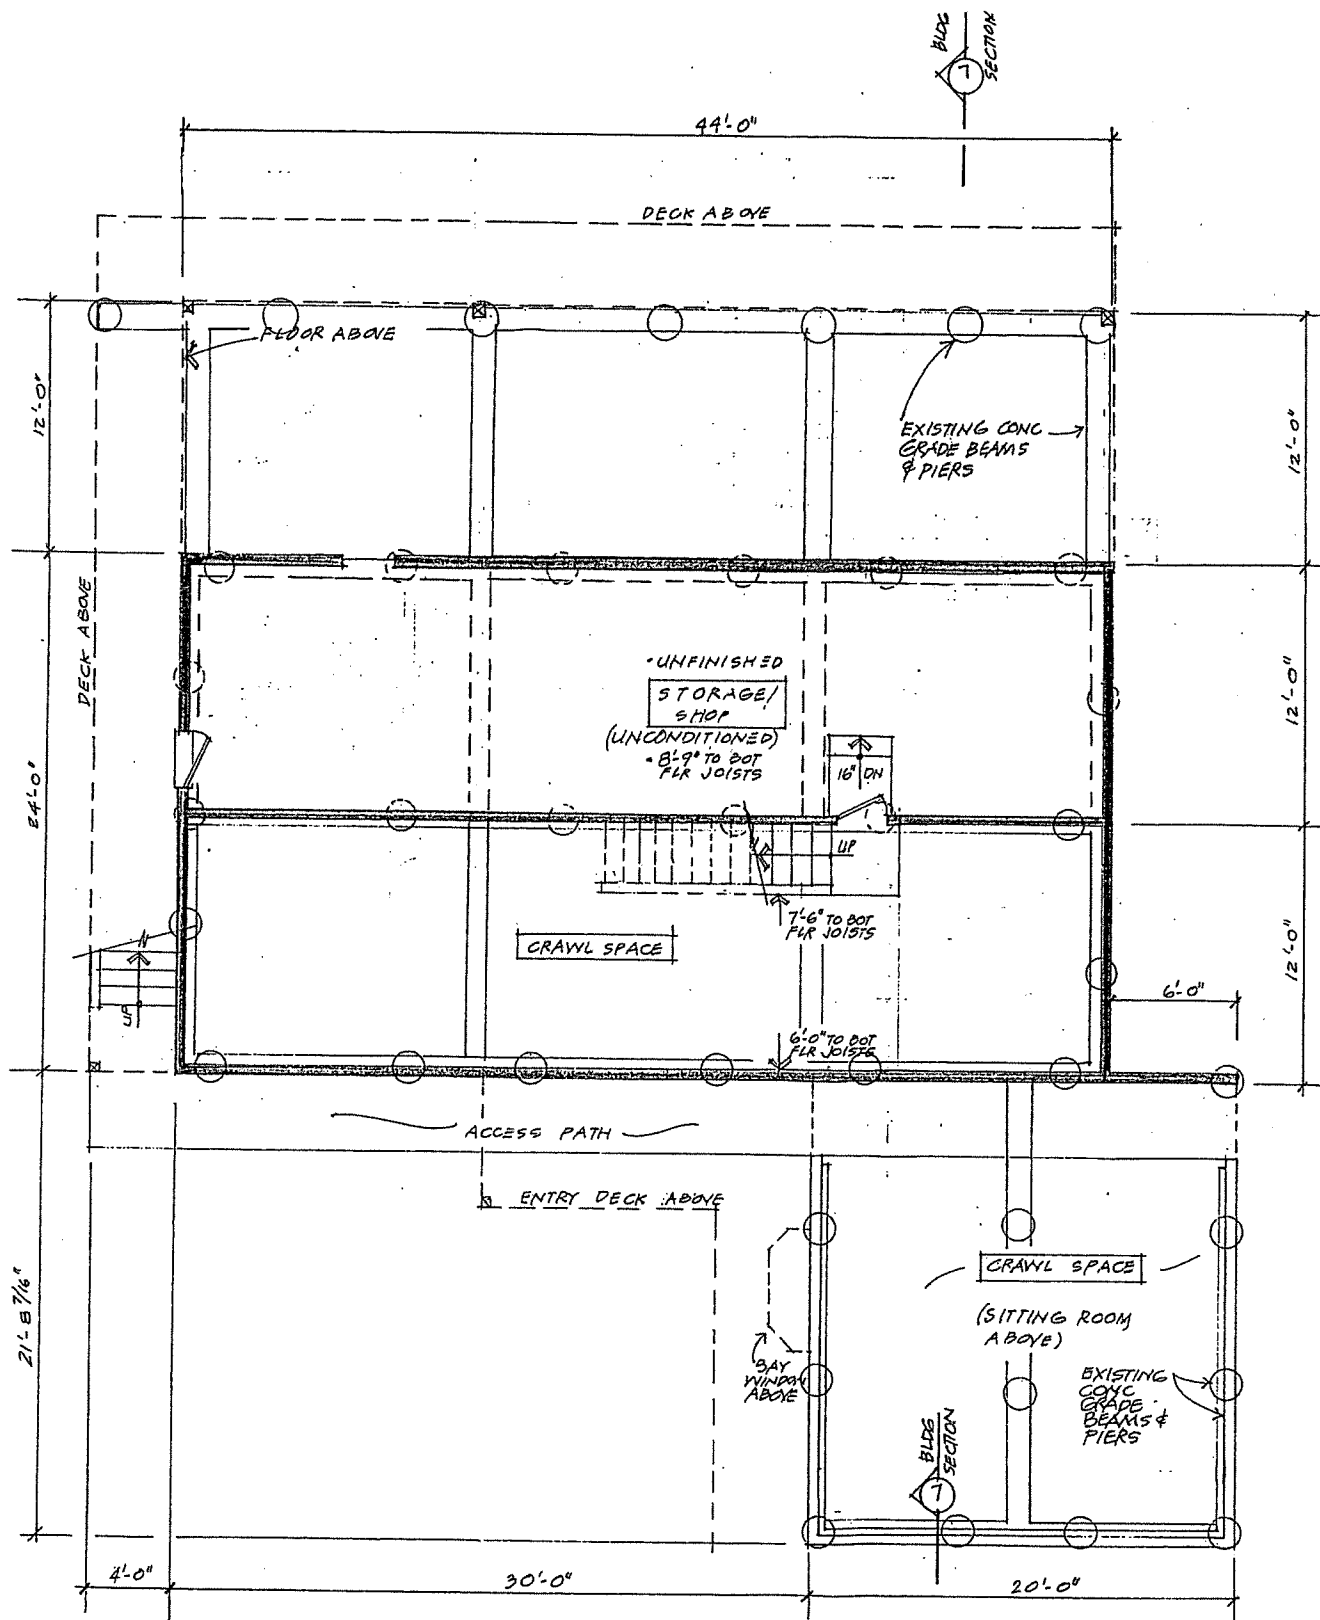 BLDG
SECTION
7
44'-0"
DECK ABOVE
FLOOR ABOVE
12'-0"
EXISTING CONC
GRADE BEAMS
& PIERS
12'-0"
DECK ABOVE
• UNFINISHED
STORAGE/
SHOP
(UNCONDITIONED)
• 8'-9" TO BOT
FLR JOISTS
16" DN
12'-0"
24'-0"
UP
7'-6" TO BOT
FLR JOISTS
CRAWL SPACE
12'-0"
UP
6'-0"
6'-0" TO BOT
FLR JOISTS
ACCESS PATH
ENTRY DECK ABOVE
CRAWL SPACE
(SITTING ROOM
ABOVE)
21'-8 7/16"
BAY
WINDOW
ABOVE
EXISTING
CONC
GRADE
BEAMS &
PIERS
BLDG
SECTION
7
4'-0"
30'-0"
20'-0"